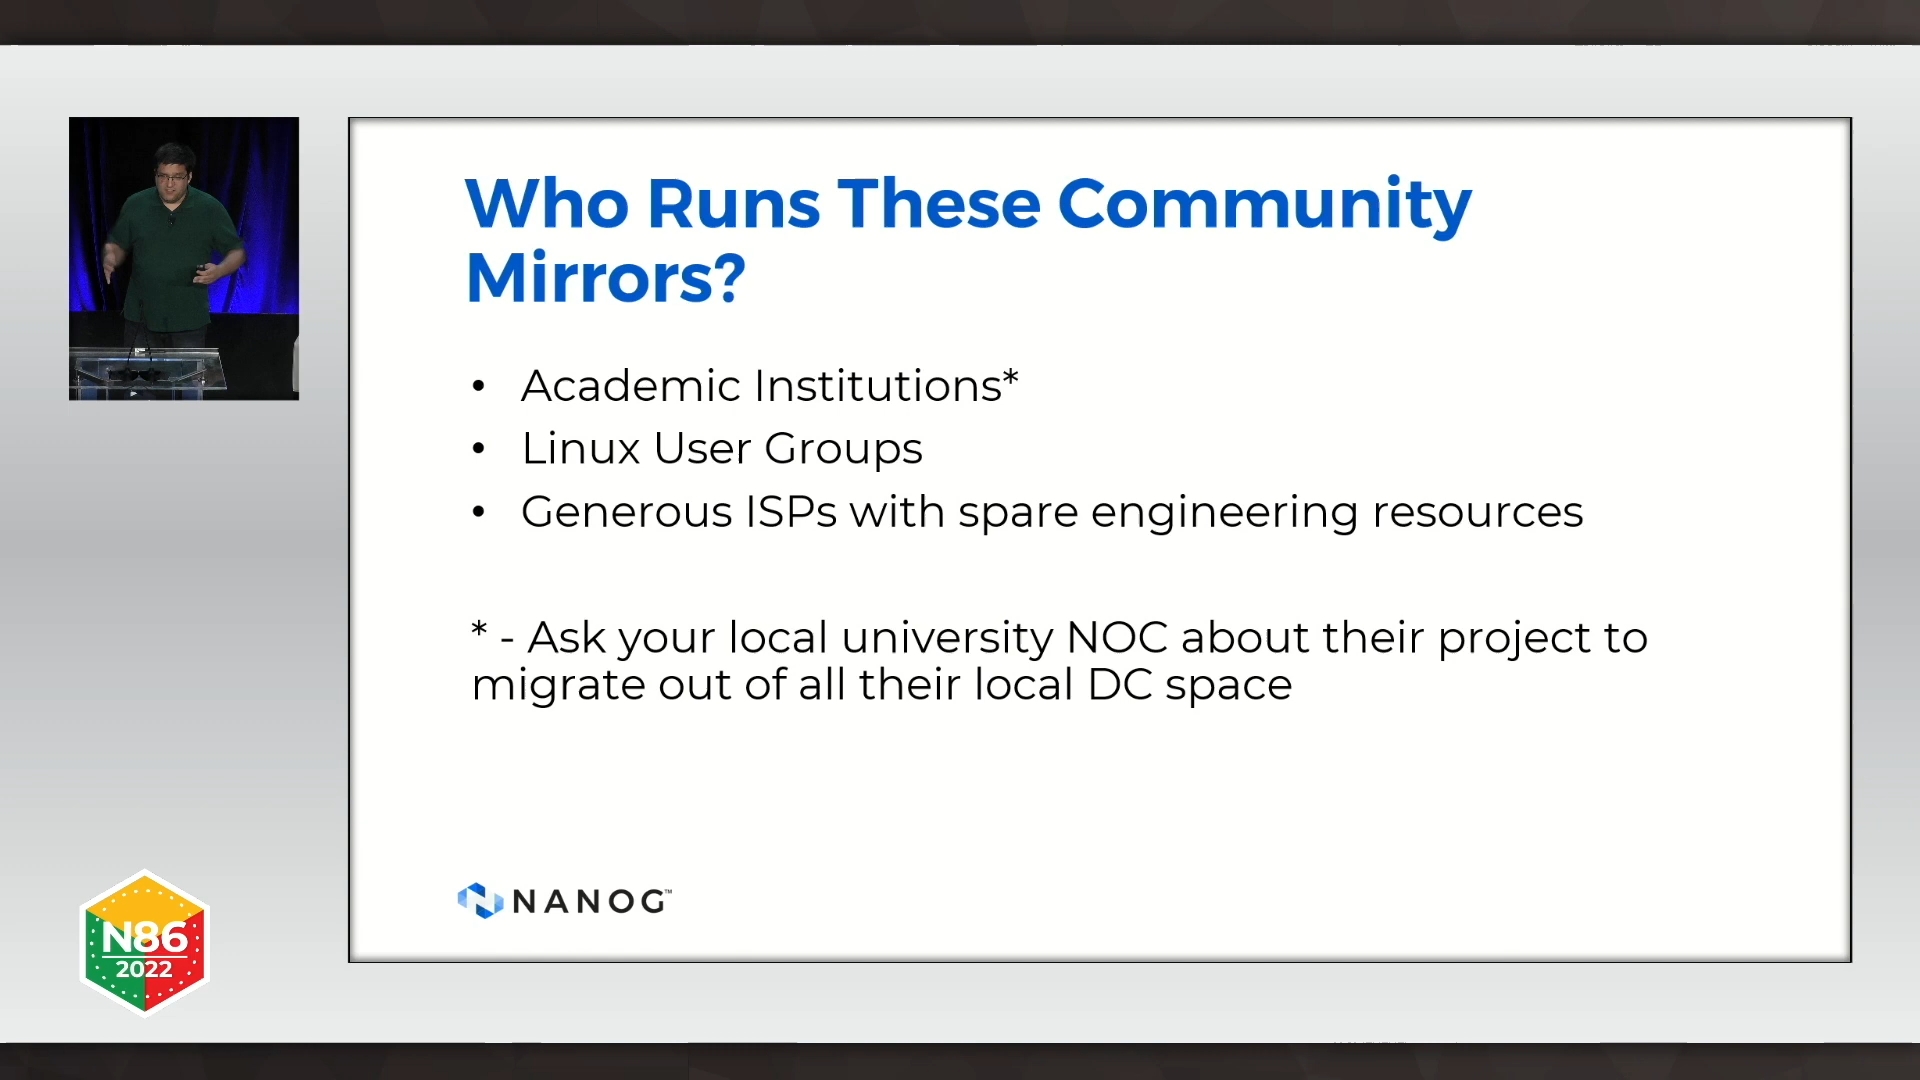 Who Runs These Community
Mirrors?
• Academic Institutions*
• Linux User Groups
• Generous ISPs with spare engineering resources
* - Ask your local university NOC about their project to
migrate out of all their local DC space
NANOG™
N86
2022